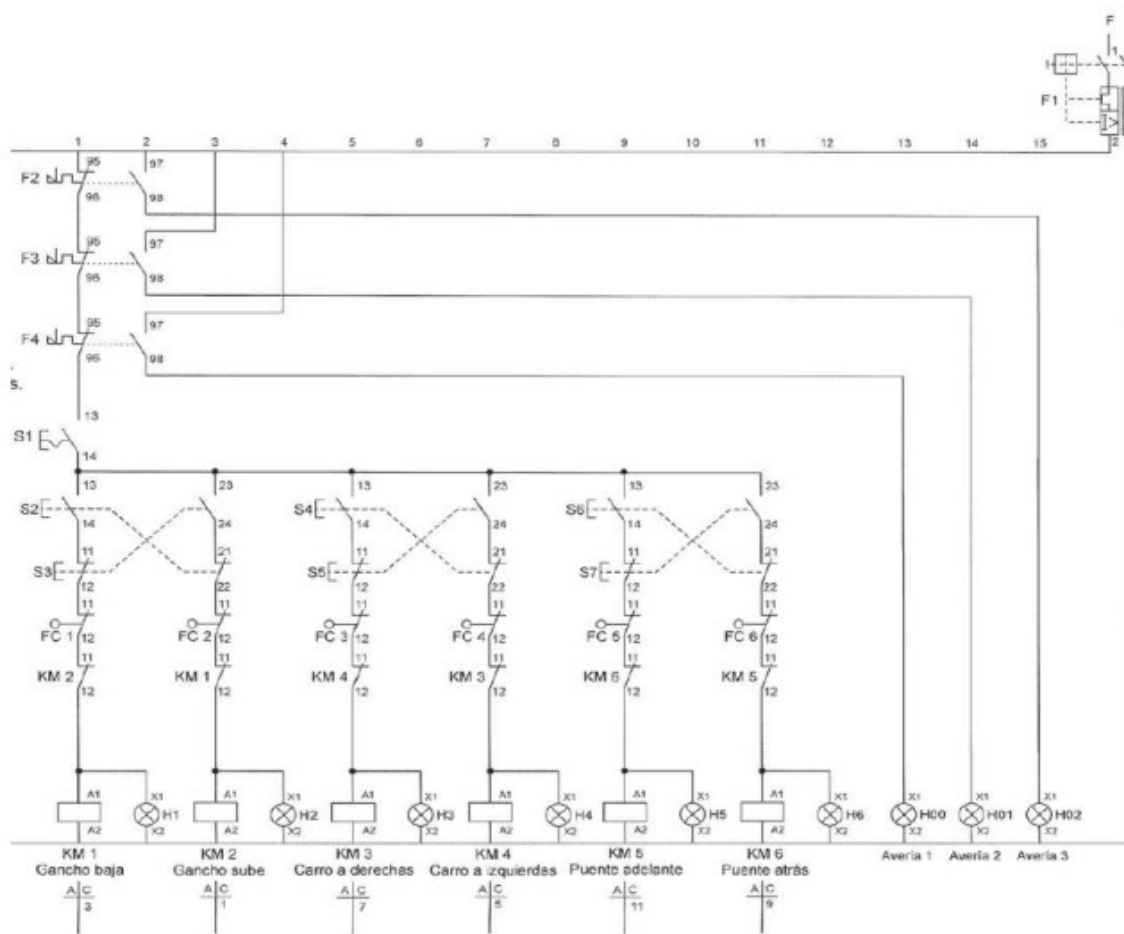 F
1
I
F1
I>
2
1 2 3 4 5 6 7 8 9 10 11 12 13 14 15
95 97
F2
96 98
95 97
F3
96 98
95 97
F4
96 98
s.
13
S1
14
13 23 13 23 13 23
S2 S4 S6
14 24 14 24 14 24
11 21 11 21 11 21
S3 S5 S7
12 22 12 22 12 22
11 11 11 11 11 11
FC 1 FC 2 FC 3 FC 4 FC 5 FC 6
12 12 12 12 12 12
11 11 11 11 11 11
KM 2 KM 1 KM 4 KM 3 KM 6 KM 5
12 12 12 12 12 12
A1 X1 A1 X1 A1 X1 A1 X1 A1 X1 A1 X1 X1 X1 X1
H1 H2 H3 H4 H5 H6 H00 H01 H02
A2 X2 A2 X2 A2 X2 A2 X2 A2 X2 A2 X2 X2 X2 X2
KM 1 KM 2 KM 3 KM 4 KM 5 KM 6 Avería 1 Avería 2 Avería 3
Gancho baja Gancho sube Carro a derechas Carro a izquierdas Puente adelante Puente atrás
A C A C A C A C A C A C
3 1 7 5 11 9